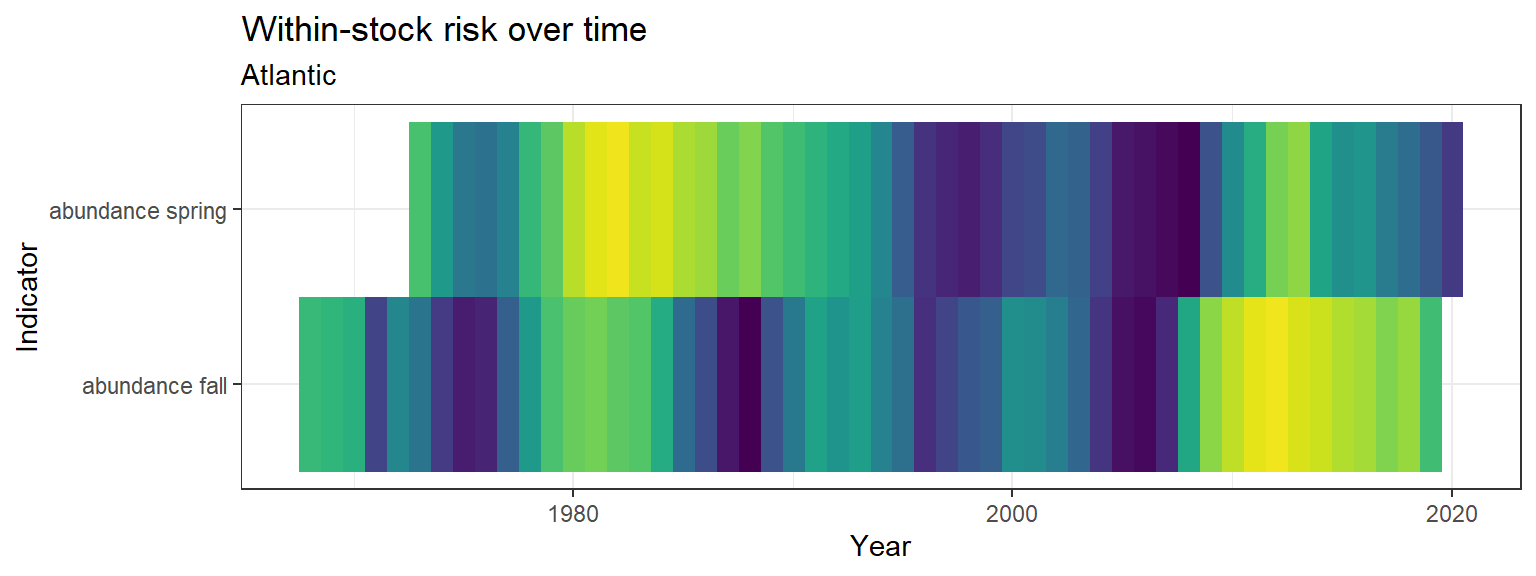 Within-stock risk over time
Atlantic
Indicator
abundance spring
abundance fall
1980 2000 2020
Year